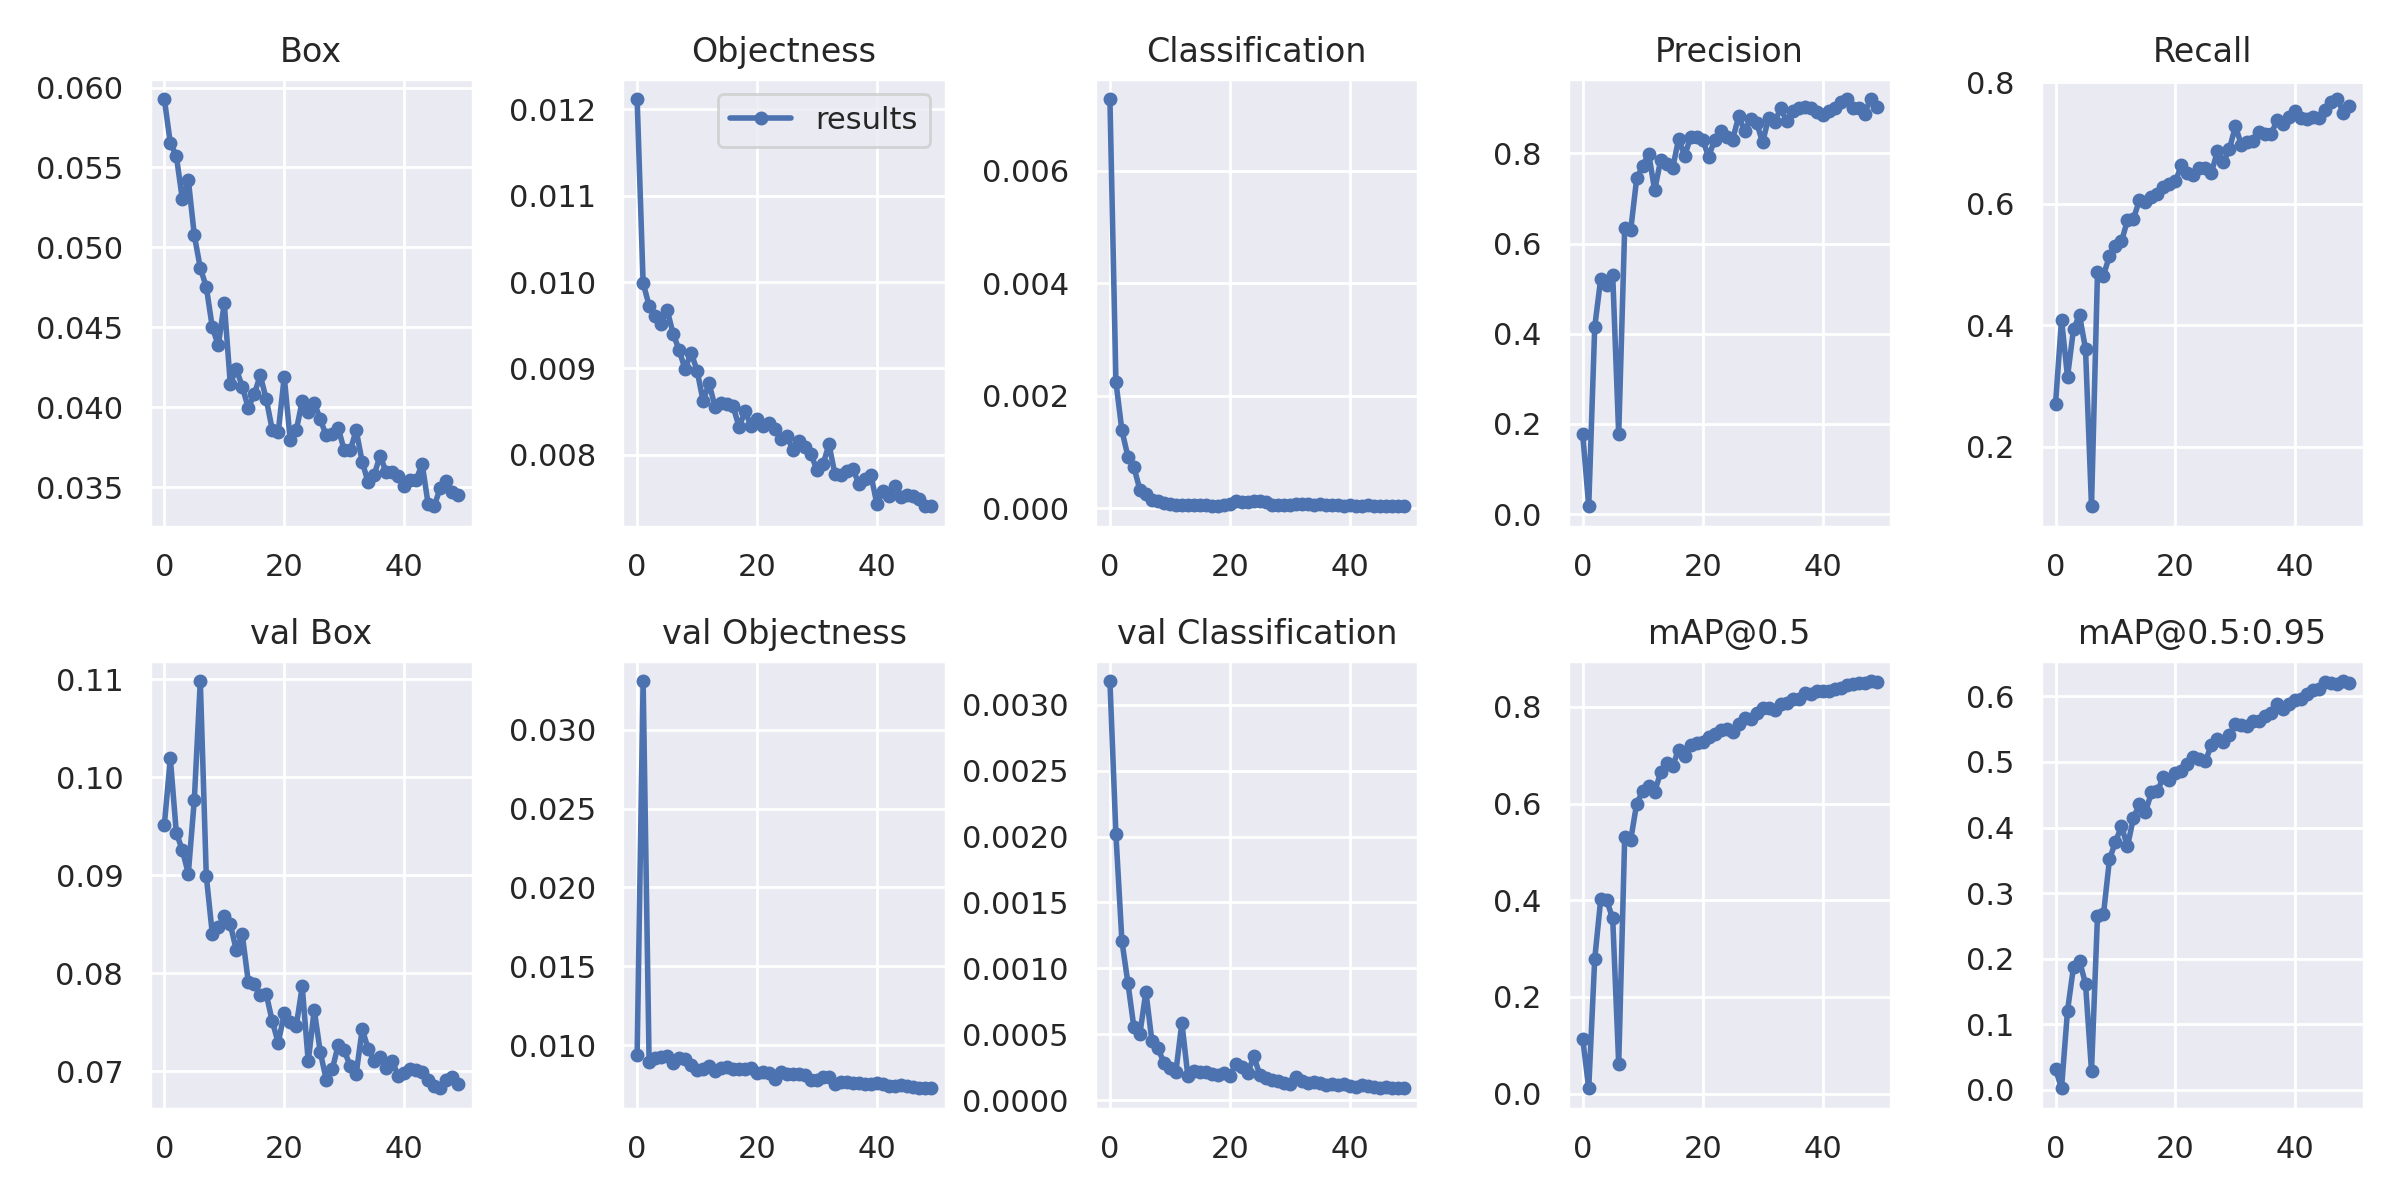 Box
0.060
0.055
0.050
0.045
0.040
0.035
0 20 40
Objectness
results
0.012
0.011
0.010
0.009
0.008
0 20 40
Classification
0.006
0.004
0.002
0.000
0 20 40
Precision
0.8
0.6
0.4
0.2
0.0
0 20 40
Recall
0.8
0.6
0.4
0.2
0 20 40
val Box
0.11
0.10
0.09
0.08
0.07
0 20 40
val Objectness
0.030
0.025
0.020
0.015
0.010
0 20 40
val Classification
0.0030
0.0025
0.0020
0.0015
0.0010
0.0005
0.0000
0 20 40
mAP@0.5
0.8
0.6
0.4
0.2
0.0
0 20 40
mAP@0.5:0.95
0.6
0.5
0.4
0.3
0.2
0.1
0.0
0 20 40